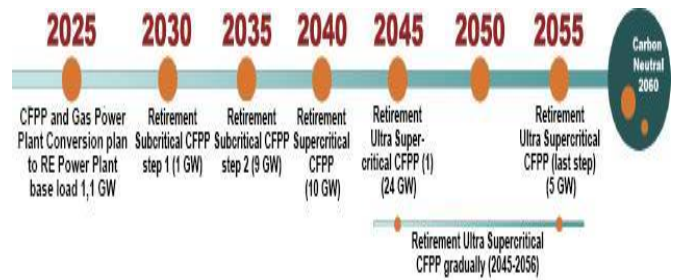 2025 2030 2035 2040 2045 2050 2055
Carbon
Neutral
2060
CFPP and Gas Power
Plant Conversion plan
to RE Power Plant
base load 1,1 GW
Retirement
Subcritical CFPP
step 1 (1 GW)
Retirement
Subcritical CFPP
step 2 (9 GW)
Retirement
Supercritical
CFPP
(10 GW)
Retirement
Ultra Super-
critical CFPP (1)
(24 GW)
Retirement
Ultra Supercritical
CFPP (last step)
(5 GW)
Retirement Ultra Supercritical
CFPP gradually (2045-2056)